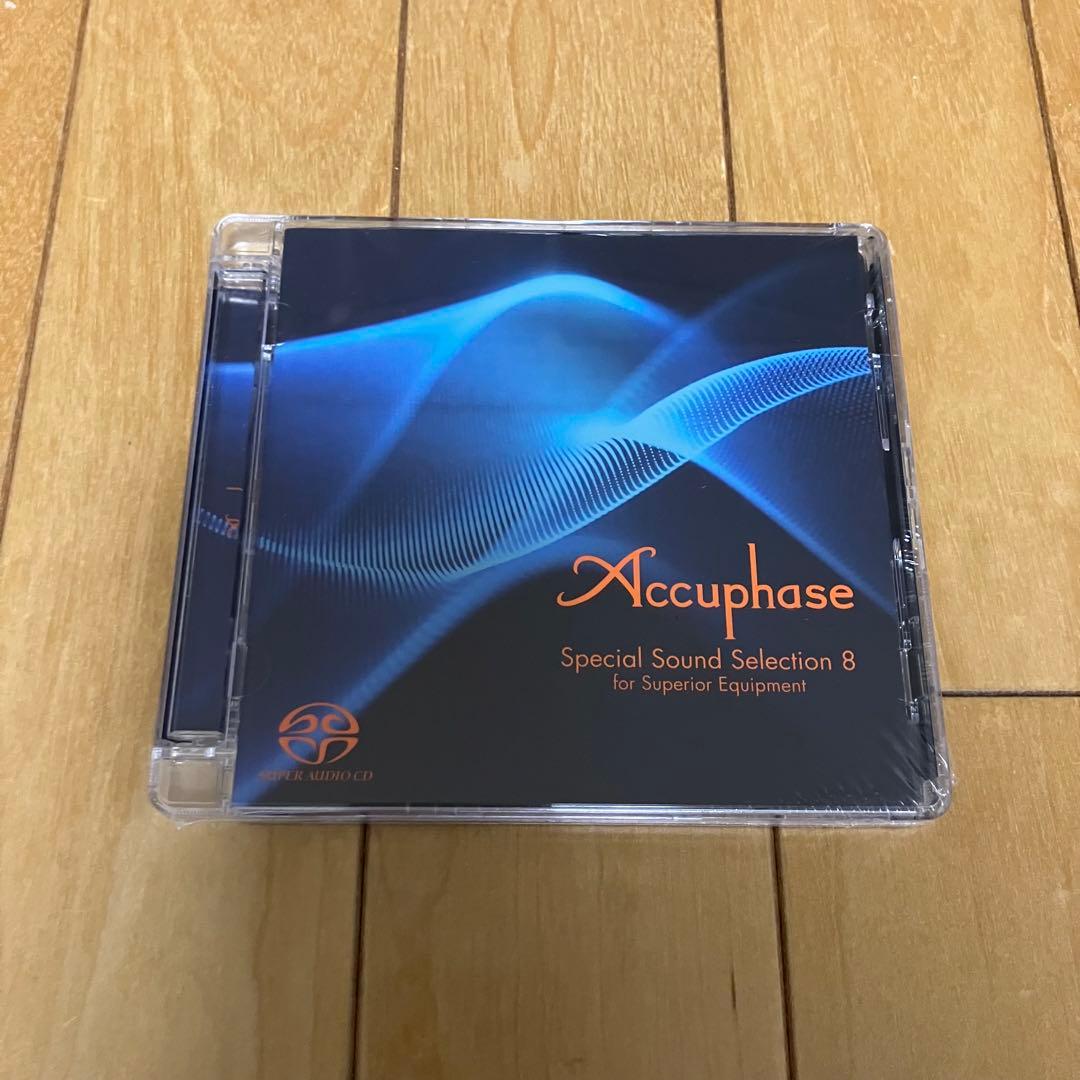 Accuphase
Special Sound Selection 8
for Superior Equipment
SUPER AUDIO CD